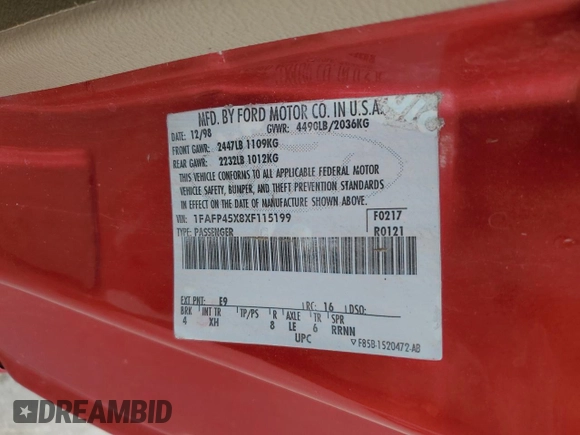 MFD. BY FORD MOTOR CO. IN U.S.A.
DATE: 12/98 GVWR: 4490LB/2036KG
FRONT GAWR: 2447LB 1109KG
REAR GAWR: 2232LB 1012KG
THIS VEHICLE CONFORMS TO ALL APPLICABLE FEDERAL MOTOR
VEHICLE SAFETY, BUMPER, AND THEFT PREVENTION STANDARDS
IN EFFECT ON THE DATE OF MANUFACTURE SHOWN ABOVE.
VIN: 1FAFP45X8XF115199 F0217
TYPE: PASSENGER R0121
EXT PNT: E9 RC: 16 DSO:
BRK INT TR TP/PS R AXLE TR SPR
4 XH 8 LE 6 RRNN
UPC F85B-1520472-AB
DREAMBID